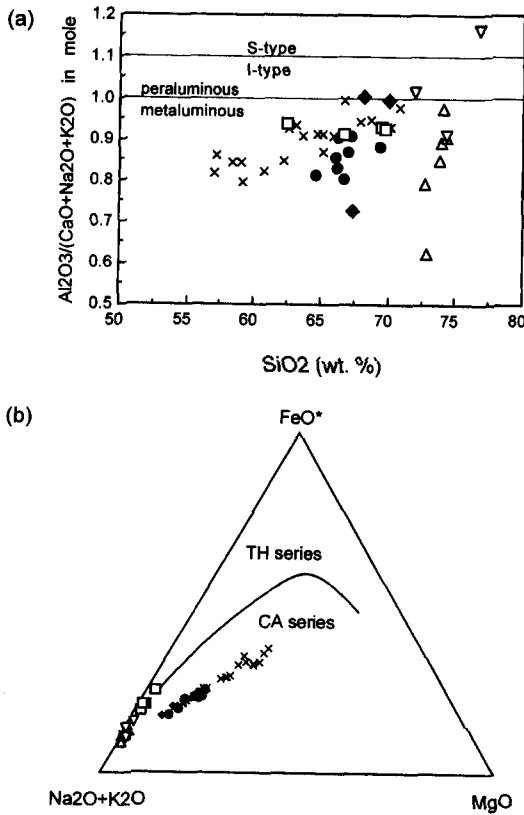 (a)
Al2O3/(CaO+Na2O+K2O) in mole
1.2
1.1
1.0
0.9
0.8
0.7
0.6
0.5
S-type
I-type
peraluminous
metaluminous
50 55 60 65 70 75 80
SiO2 (wt. %)
(b)
FeO*
TH series
CA series
Na2O+K2O
MgO